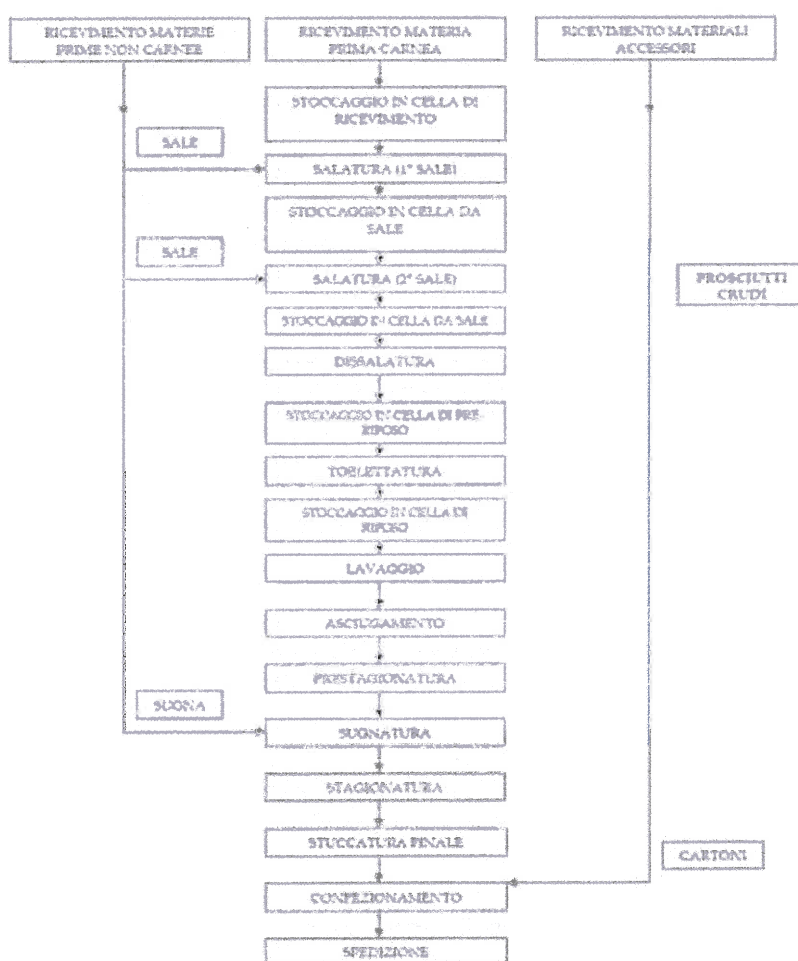 RICEVIMENTO MATERIE
PRIME NON CARNEE
RICEVIMENTO MATERIA
PRIMA CARNEA
RICEVIMENTO MATERIALI
ACCESSORI
STOCCAGGIO IN CELLA DI
RICEVIMENTO
SALE
SALATURA (1° SALE)
STOCCAGGIO IN CELLA DA
SALE
SALE
SALATURA (2° SALE)
PROSCIUTTI
CRUDI
STOCCAGGIO IN CELLA DA SALE
DISSALATURA
STOCCAGGIO IN CELLA DI PRE-
RIPOSO
TOELETTATURA
STOCCAGGIO IN CELLA DI
RIPOSO
LAVAGGIO
ASCIUGAMENTO
PRESTAGIONATURA
SUGNA
SUGNATURA
STAGIONATURA
STUCCATURA FINALE
CARTONI
CONFEZIONAMENTO
SPEDIZIONE